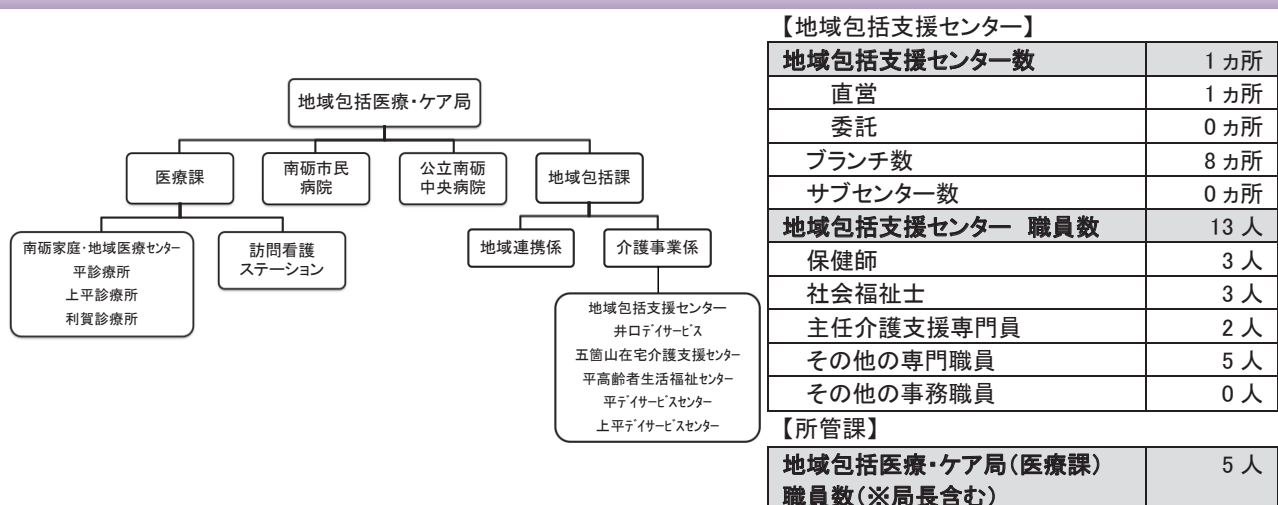 地域包括医療・ケア局
医療課
南砺市民
病院
公立南砺
中央病院
地域包括課
南砺家庭・地域医療ｾﾝﾀｰ
平診療所
上平診療所
利賀診療所
訪問看護
ステーション
地域連携係
介護事業係
地域包括支援センター
井口ﾃﾞｲサｰﾋﾞｽ
五箇山在宅介護支援ｾﾝﾀｰ
平高齢者生活福祉ｾﾝﾀｰ
平ﾃﾞｲｻｰﾋﾞｽｾﾝﾀｰ
上平ﾃﾞｲｻｰﾋﾞｽｾﾝﾀｰ
【地域包括支援センター】
地域包括支援センター数 1ヵ所
直営 1ヵ所
委託 0ヵ所
ブランチ数 8ヵ所
サブセンター数 0ヵ所
地域包括支援センター 職員数 13人
保健師 3人
社会福祉士 3人
主任介護支援専門員 2人
その他の専門職員 5人
その他の事務職員 0人
【所管課】
地域包括医療・ケア局(医療課) 5人
職員数(※局長含む)